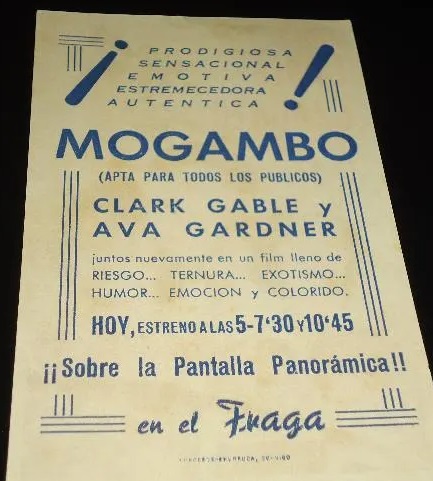 ¡ PRODIGIOSA
SENSACIONAL
EMOTIVA
ESTREMECEDORA
AUTENTICA !
MOGAMBO
(APTA PARA TODOS LOS PUBLICOS)
CLARK GABLE y
AVA GARDNER
juntos nuevamente en un film lleno de
RIESGO... TERNURA... EXOTISMO...
HUMOR... EMOCION y COLORIDO.
HOY, ESTRENO A LAS 5-7'30 Y 10'45
¡¡Sobre la Pantalla Panorámica!!
en el Fraga